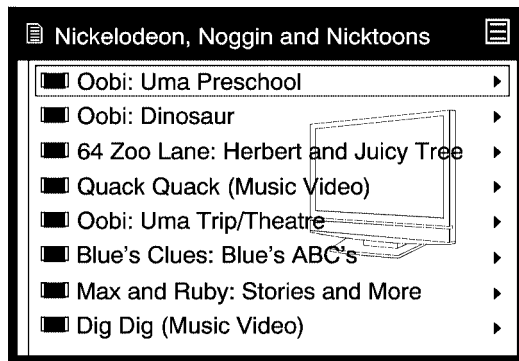 Nickelodeon, Noggin and Nicktoons
Oobi: Uma Preschool
Oobi: Dinosaur
64 Zoo Lane: Herbert and Juicy Tree
Quack Quack (Music Video)
Oobi: Uma Trip/Theatre
Blue's Clues: Blue's ABC's
Max and Ruby: Stories and More
Dig Dig (Music Video)